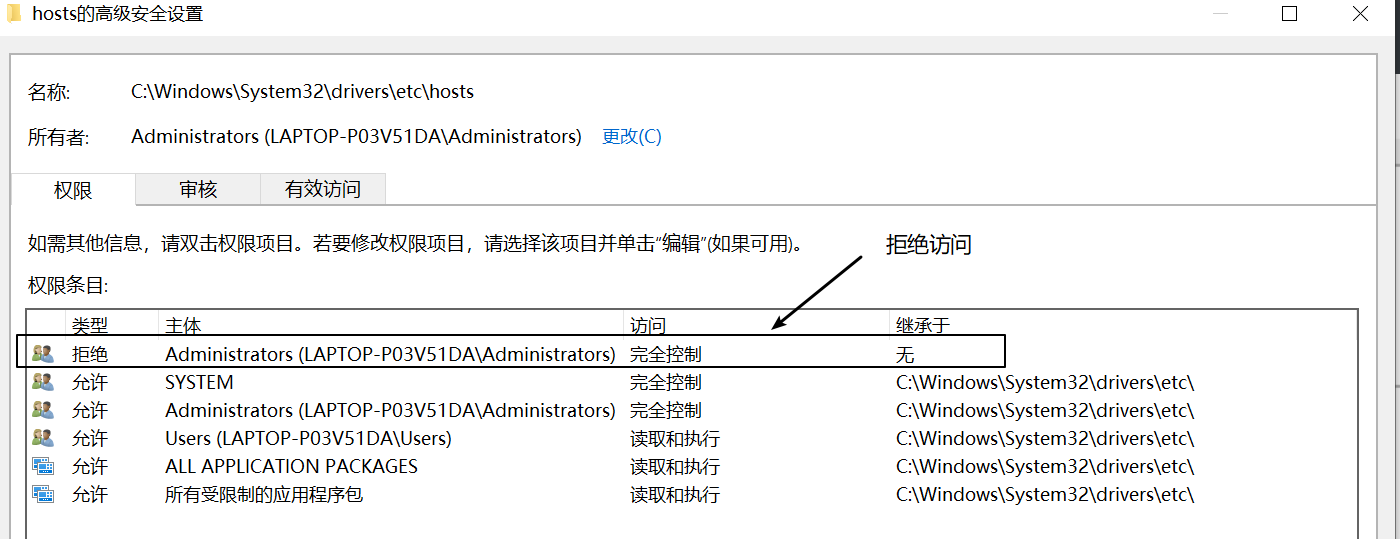 hosts的高级安全设置
名称: C:\Windows\System32\drivers\etc\hosts
所有者: Administrators (LAPTOP-P03V51DA\Administrators) 更改(C)
权限 审核 有效访问
如需其他信息，请双击权限项目。若要修改权限项目，请选择该项目并单击“编辑”(如果可用)。
拒绝访问
权限条目:
类型 主体 访问 继承于
拒绝 Administrators (LAPTOP-P03V51DA\Administrators) 完全控制 无
允许 SYSTEM 完全控制 C:\Windows\System32\drivers\etc\
允许 Administrators (LAPTOP-P03V51DA\Administrators) 完全控制 C:\Windows\System32\drivers\etc\
允许 Users (LAPTOP-P03V51DA\Users) 读取和执行 C:\Windows\System32\drivers\etc\
允许 ALL APPLICATION PACKAGES 读取和执行 C:\Windows\System32\drivers\etc\
允许 所有受限制的应用程序包 读取和执行 C:\Windows\System32\drivers\etc\